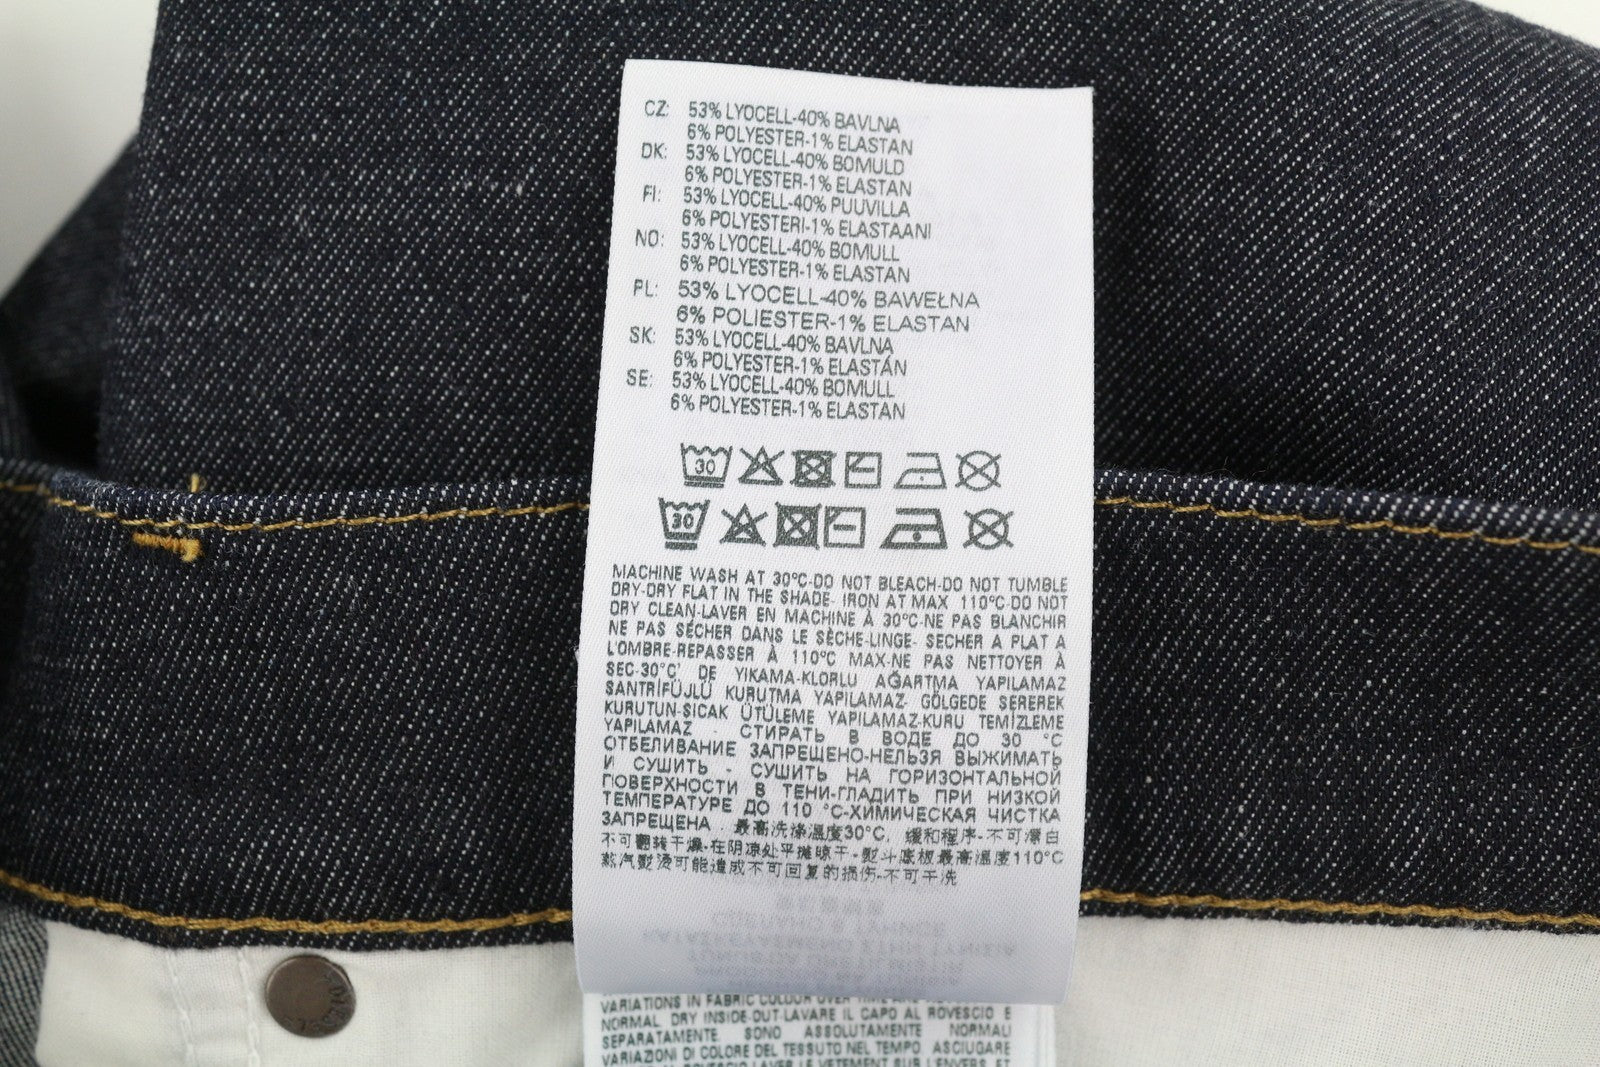 CZ: 53% LYOCELL-40% BAVLNA
6% POLYESTER-1% ELASTAN
DK: 53% LYOCELL-40% BOMULD
6% POLYESTER-1% ELASTAN
FI: 53% LYOCELL-40% PUUVILLA
6% POLYESTERI-1% ELASTAANI
NO: 53% LYOCELL-40% BOMULL
6% POLYESTER-1% ELASTAN
PL: 53% LYOCELL-40% BAWEŁNA
6% POLIESTER-1% ELASTAN
SK: 53% LYOCELL-40% BAVLNA
6% POLYESTER-1% ELASTÁN
SE: 53% LYOCELL-40% BOMULL
6% POLYESTER-1% ELASTAN
30
30
MACHINE WASH AT 30°C-DO NOT BLEACH-DO NOT TUMBLE
DRY-DRY FLAT IN THE SHADE- IRON AT MAX 110°C-DO NOT
DRY CLEAN-LAVER EN MACHINE À 30°C-NE PAS BLANCHIR
NE PAS SÉCHER DANS LE SÈCHE-LINGE- SECHER A PLAT A
L'OMBRE-REPASSER À 110°C MAX-NE PAS NETTOYER À
SEC-30°C' DE YIKAMA-KLORLU AĞARTMA YAPILAMAZ
SANTRİFÜJLÜ KURUTMA YAPILAMAZ- GÖLGEDE SEREREK
KURUTUN-SICAK ÜTÜLEME YAPILAMAZ-KURU TEMİZLEME
YAPILAMAZ - СТИРАТЬ В ВОДЕ ДО 30 °C
ОТБЕЛИВАНИЕ ЗАПРЕЩЕНО-НЕЛЬЗЯ ВЫЖИМАТЬ
И СУШИТЬ - СУШИТЬ НА ГОРИЗОНТАЛЬНОЙ
ПОВЕРХНОСТИ В ТЕНИ-ГЛАДИТЬ ПРИ НИЗКОЙ
ТЕМПЕРАТУРЕ ДО 110 °C-ХИМИЧЕСКАЯ ЧИСТКА
ЗАПРЕЩЕНА - 最高洗涤温度30°C, 缓和程序-不可漂白
不可翻转干燥-在阴凉处平摊晾干-熨斗底板最高温度110°C
蒸汽熨烫可能造成不可回复的损伤-不可干洗
VARIATIONS IN FABRIC COLOUR OVER TIME ARE
NORMAL DRY INSIDE-OUT-LAVARE IL CAPO AL ROVESCIO E
SEPARATAMENTE. SONO ASSOLUTAMENTE NORMALI
VARIAZIONI DI COLORE DEL TESSUTO NEL TEMPO ASCIUGARE
ROVESCIO-LAVER LE VETEMENT SUR L'ENVERS ET